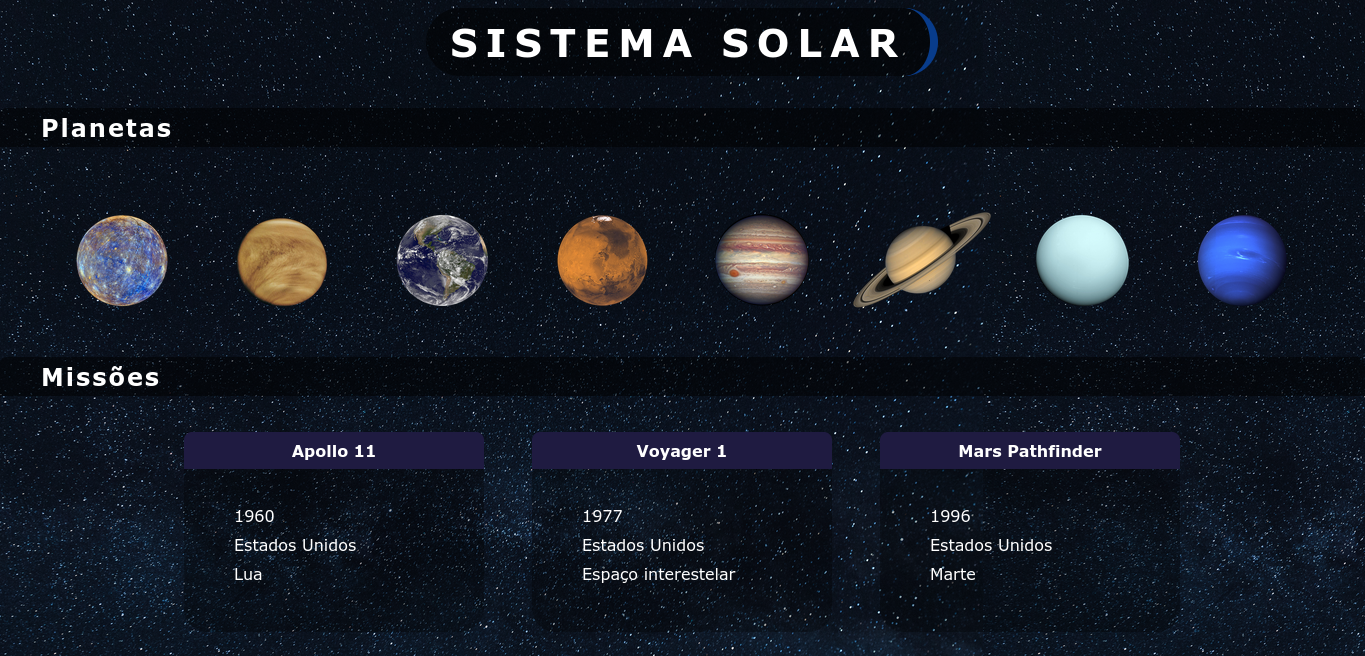 SISTEMA SOLAR
Planetas
Missões
Apollo 11
1960
Estados Unidos
Lua
Voyager 1
1977
Estados Unidos
Espaço interestelar
Mars Pathfinder
1996
Estados Unidos
Marte